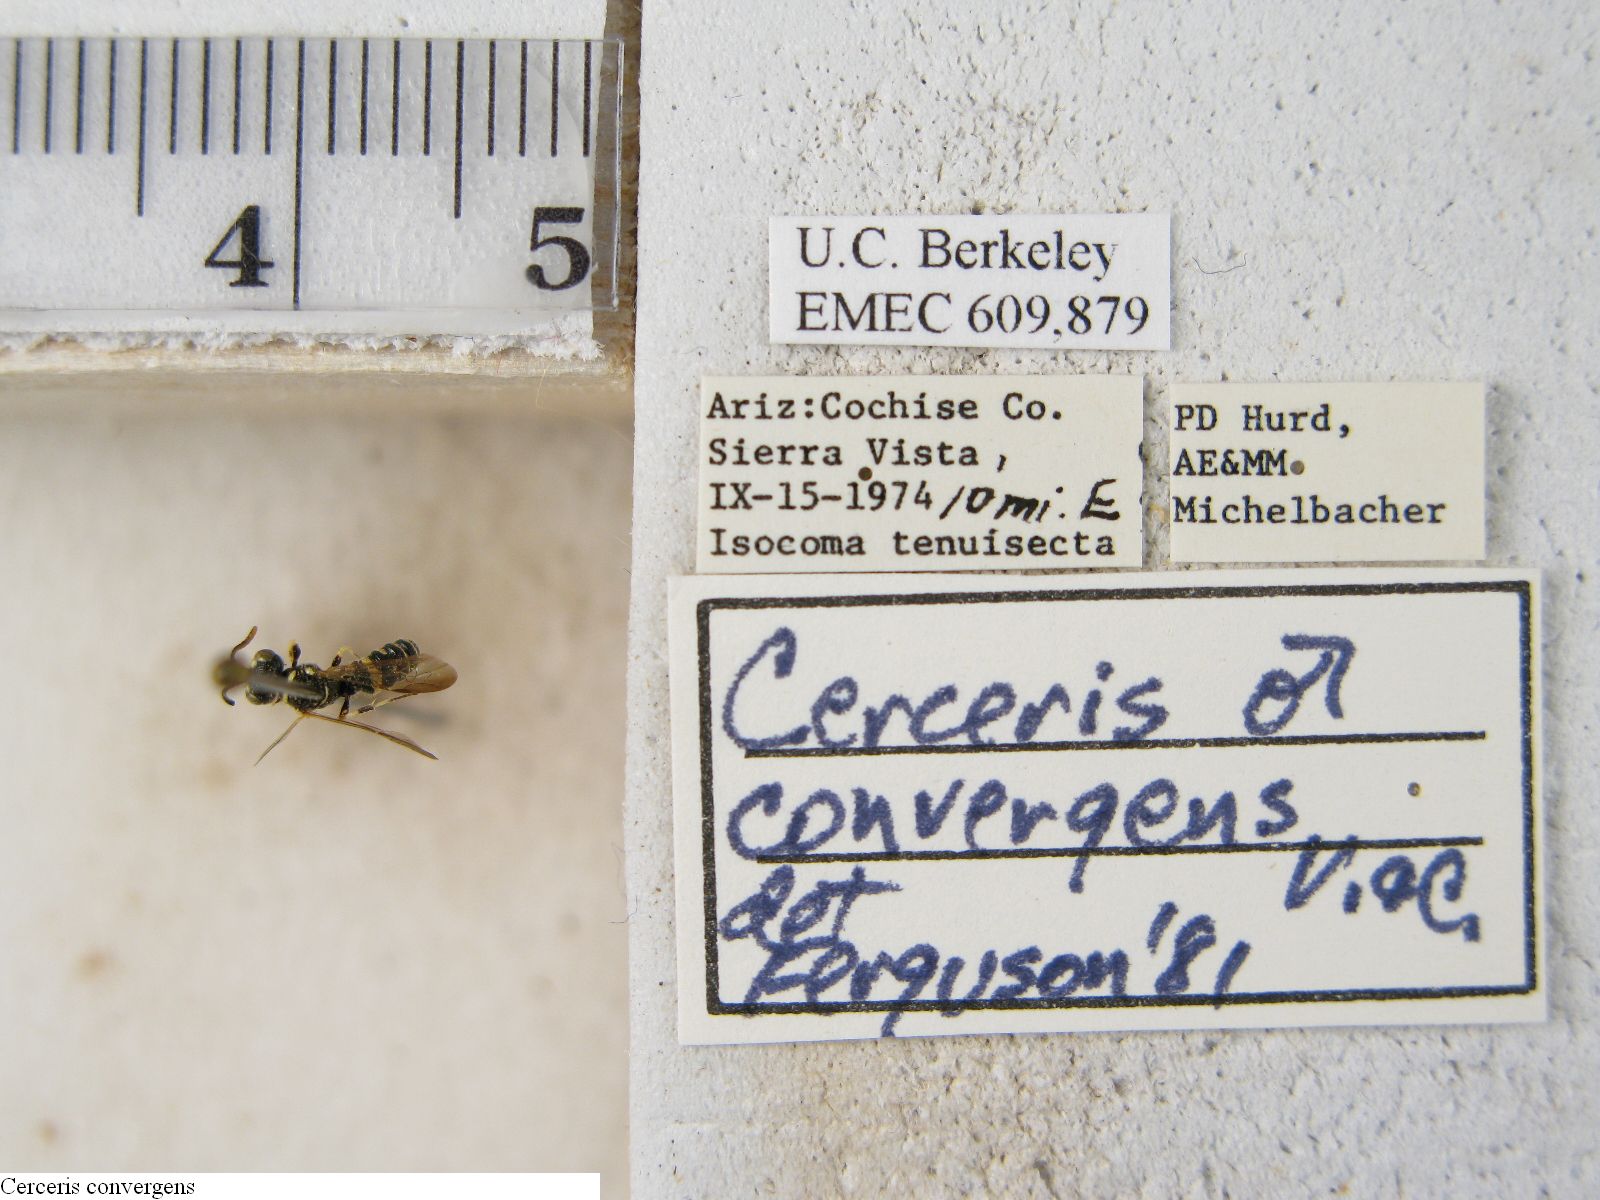 4 5
U.C. Berkeley
EMEC 609,879
Ariz:Cochise Co.
Sierra Vista,
IX-15-1974/10mi. E
Isocoma tenuisecta
PD Hurd,
AE&MM.
Michelbacher
Cerceris ♂
convergens
V.&C.
det
Ferguson '81
Cerceris convergens